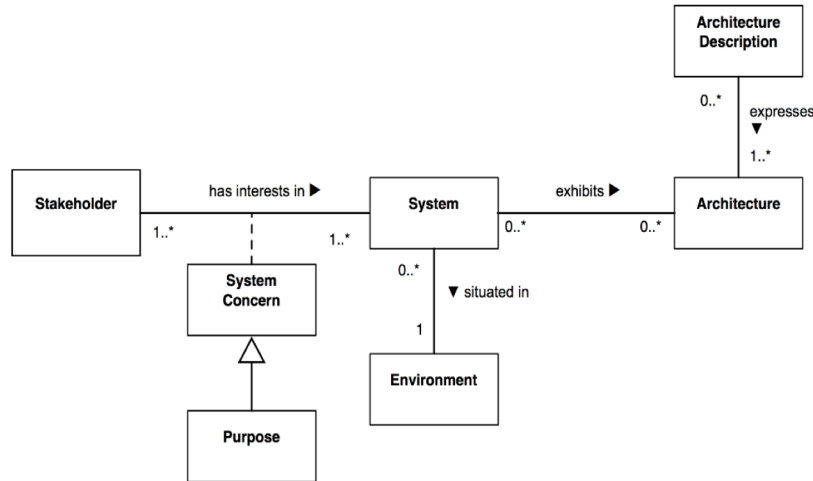 Architecture
Description
0..*
expresses
▼
1..*
Stakeholder
has interests in ▶
System
exhibits ▶
Architecture
1..*
1..*
0..*
0..*
0..*
System
Concern
▼ situated in
1
Environment
Purpose